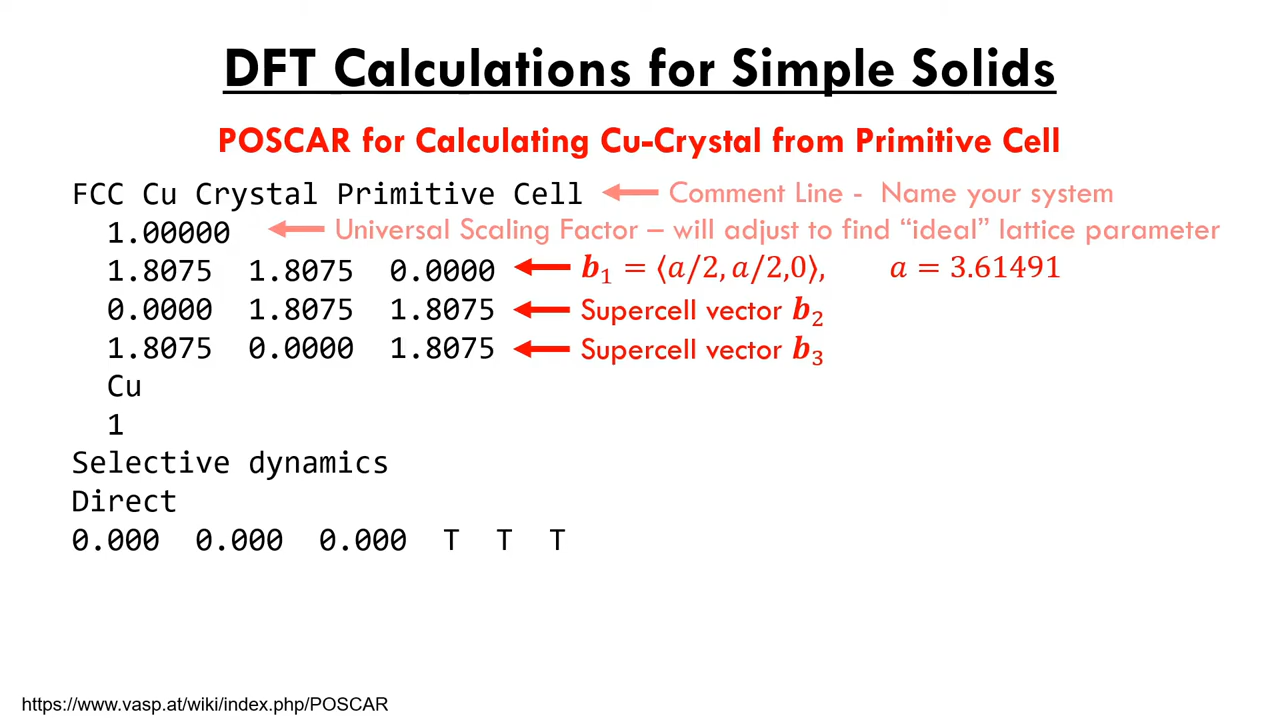 DFT Calculations for Simple Solids
POSCAR for Calculating Cu-Crystal from Primitive Cell
FCC Cu Crystal Primitive Cell Comment Line - Name your system
1.00000 Universal Scaling Factor – will adjust to find “ideal” lattice parameter
1.8075 1.8075 0.0000 b₁ = ⟨a/2, a/2,0⟩, a = 3.61491
0.0000 1.8075 1.8075 Supercell vector b₂
1.8075 0.0000 1.8075 Supercell vector b₃
Cu
1
Selective dynamics
Direct
0.000 0.000 0.000 T T T
https://www.vasp.at/wiki/index.php/POSCAR